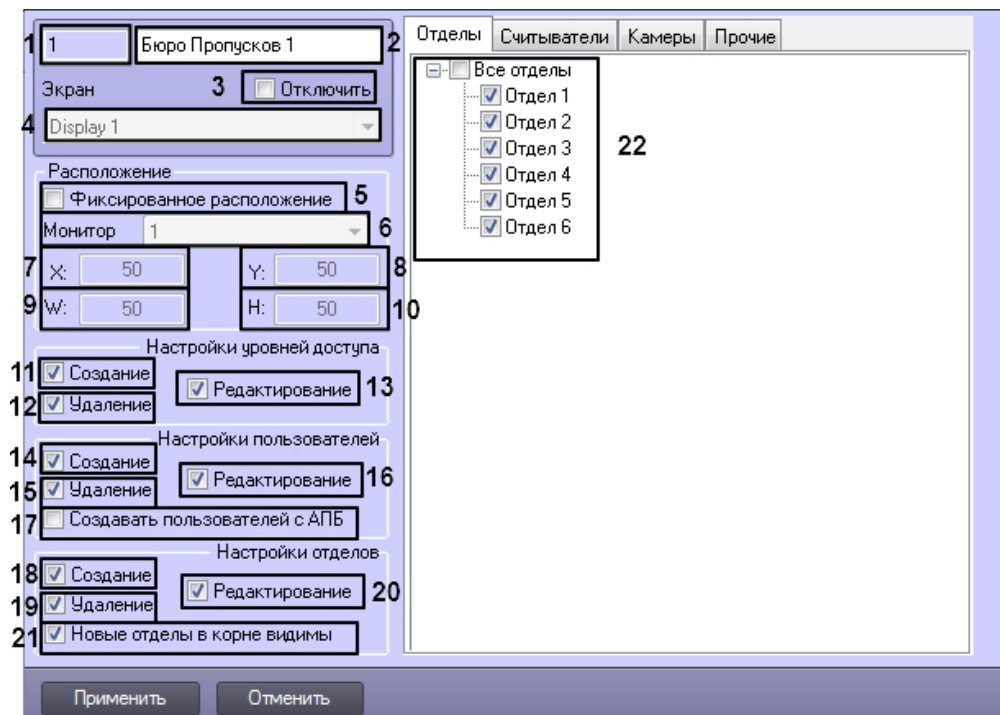 1 1 Бюро Пропусков 1 2
Экран 3 Отключить
4 Display 1
Расположение
Фиксированное расположение 5
Монитор 1 6
7 X: 50 Y: 50 8
9 W: 50 H: 50 10
Настройки уровней доступа
11 Создание
Редактирование 13
12 Удаление
Настройки пользователей
14 Создание
Редактирование 16
15 Удаление
17 Создавать пользователей с АПБ
Настройки отделов
18 Создание
Редактирование 20
19 Удаление
21 Новые отделы в корне видимы
Отделы Считыватели Камеры Прочие
Все отделы
Отдел 1
Отдел 2
Отдел 3 22
Отдел 4
Отдел 5
Отдел 6
Применить Отменить